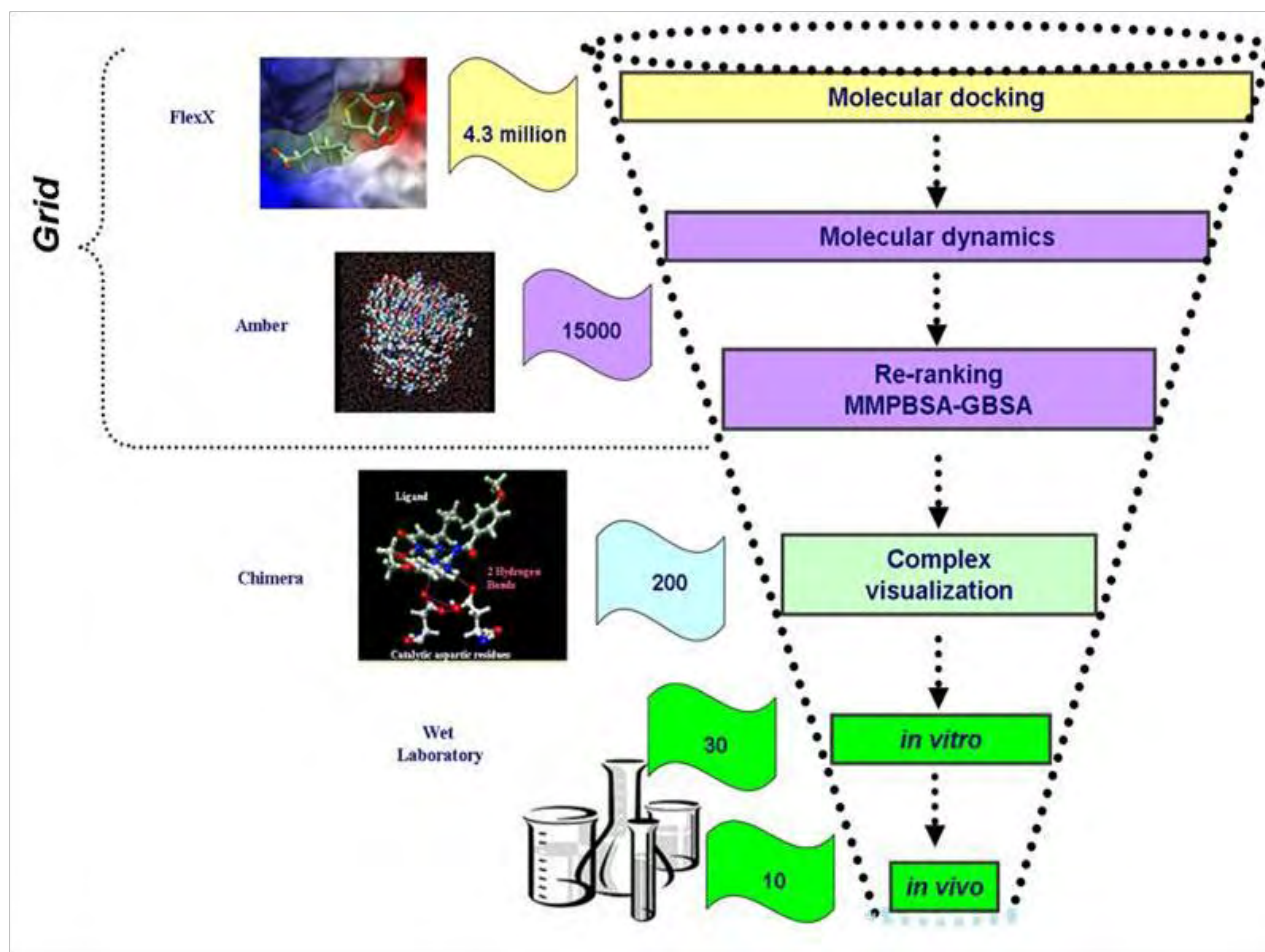 Grid
FlexX
4.3 million
Molecular docking
Molecular dynamics
Amber
15000
Re-ranking
MMPBSA-GBSA
Ligand
2 Hydrogen
Bonds
Catalytic aspartic residues
Chimera
200
Complex
visualization
Wet
Laboratory
30
in vitro
10
in vivo